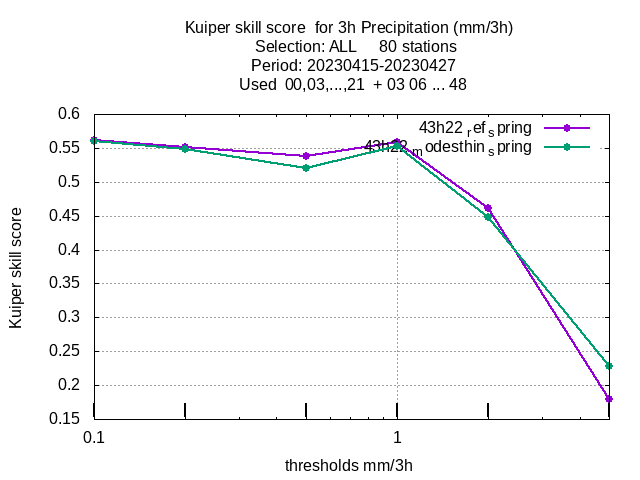 Kuiper skill score for 3h Precipitation (mm/3h)
Selection: ALL 80 stations
Period: 20230415-20230427
Used 00,03,...,21 + 03 06 ... 48
0.6
0.55
0.5
0.45
0.4
0.35
0.3
0.25
0.2
0.15
Kuiper skill score
43h22 ref spring
43h22 modesthin spring
0.1
1
thresholds mm/3h